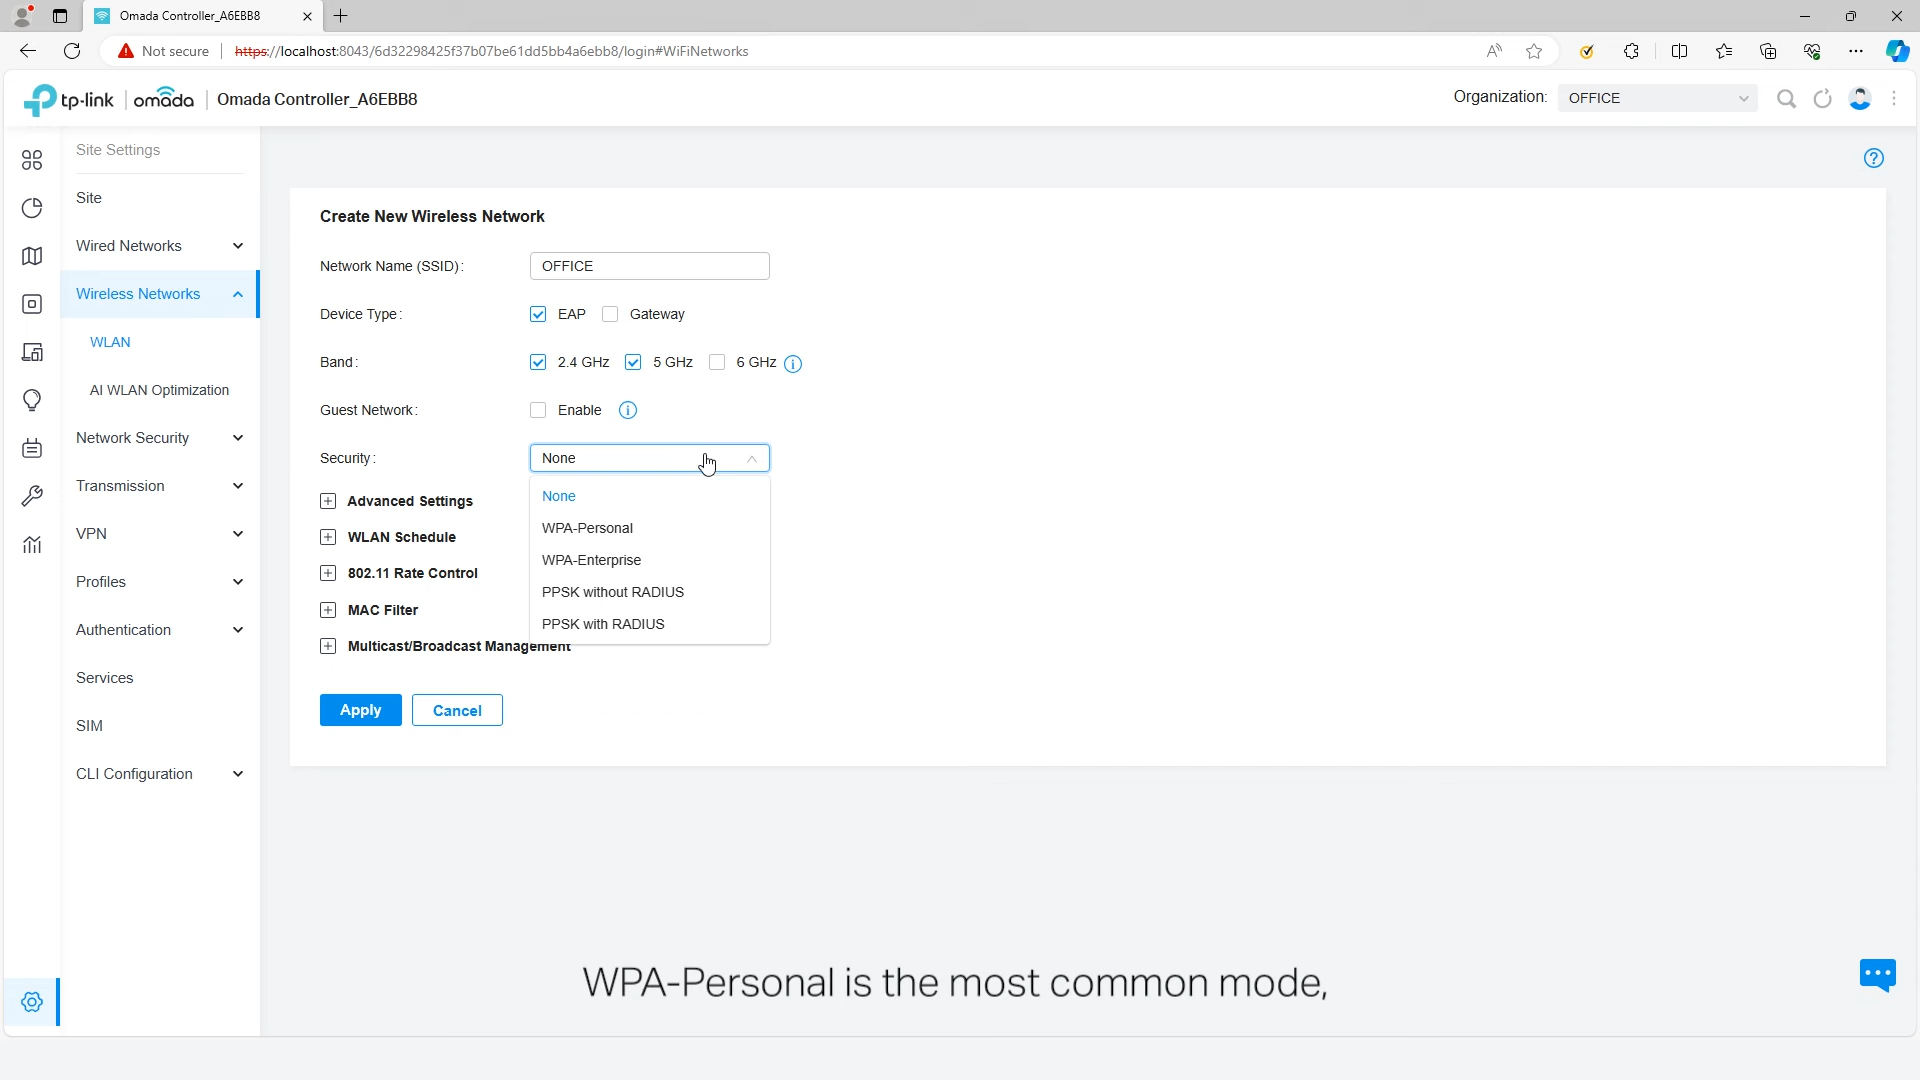 Omada Controller_A6EBB8
Not secure
https://localhost:8043/6d32298425f37b07be61dd5bb4a6ebb8/login#WiFiNetworks
tp-link
omada
Omada Controller_A6EBB8
Organization:
OFFICE
Site Settings
Site
Wired Networks
Wireless Networks
WLAN
AI WLAN Optimization
Network Security
Transmission
VPN
Profiles
Authentication
Services
SIM
CLI Configuration
Create New Wireless Network
Network Name (SSID):
OFFICE
Device Type:
EAP
Gateway
Band:
2.4 GHz
5 GHz
6 GHz
Guest Network:
Enable
Security:
None
None
WPA-Personal
WPA-Enterprise
PPSK without RADIUS
PPSK with RADIUS
Advanced Settings
WLAN Schedule
802.11 Rate Control
MAC Filter
Multicast/Broadcast Management
Apply
Cancel
WPA-Personal is the most common mode,